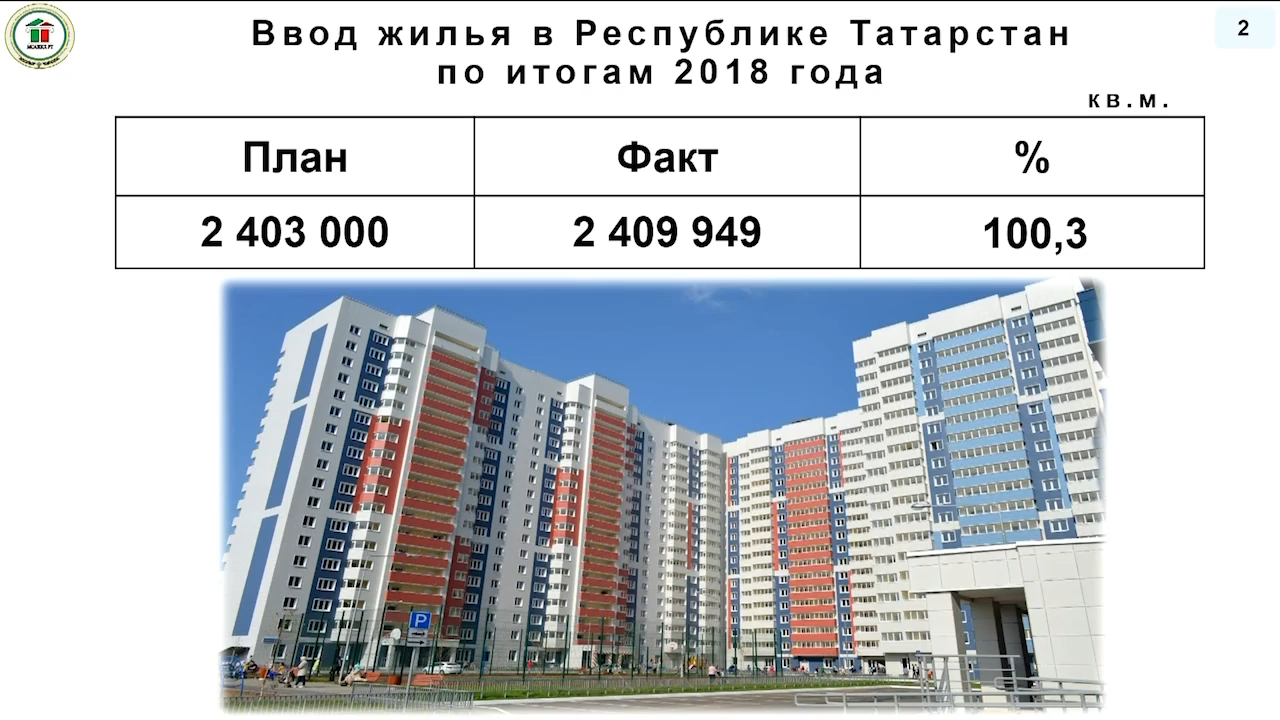 Ввод жилья в Республике Татарстан
2
по итогам 2018 года
кв.м.
План Факт %
2 403 000 2 409 949 100,3
P